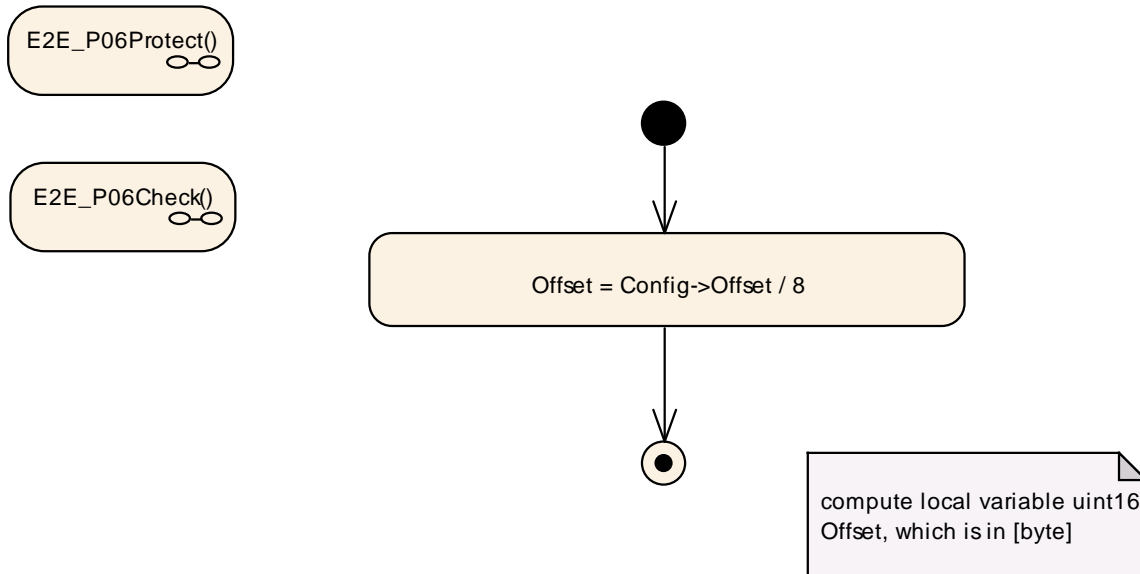 E2E_P06Protect()
E2E_P06Check()
Offset = Config->Offset / 8
compute local variable uint16
Offset, which is in [byte]